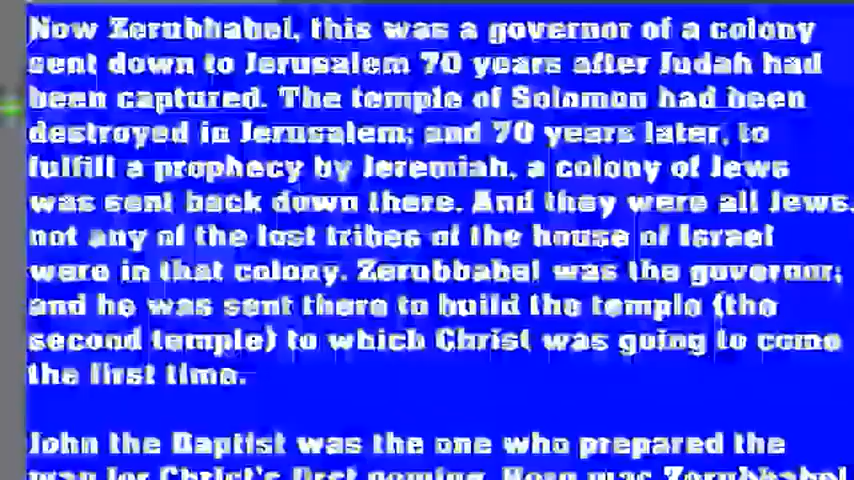 Now Zerubbabel, this was a governor of a colony
sent down to Jerusalem 70 years after Judah had
been captured. The temple of Solomon had been
destroyed in Jerusalem; and 70 years later, to
fulfill a prophecy by Jeremiah, a colony of Jews
was sent back down there. And they were all Jews,
not any of the lost tribes of the house of Israel
were in that colony. Zerubbabel was the governor;
and he was sent there to build the temple (the
second temple) to which Christ was going to come
the first time.
John the Baptist was the one who prepared the
way for Christ's first coming. Here was Zerubbabel